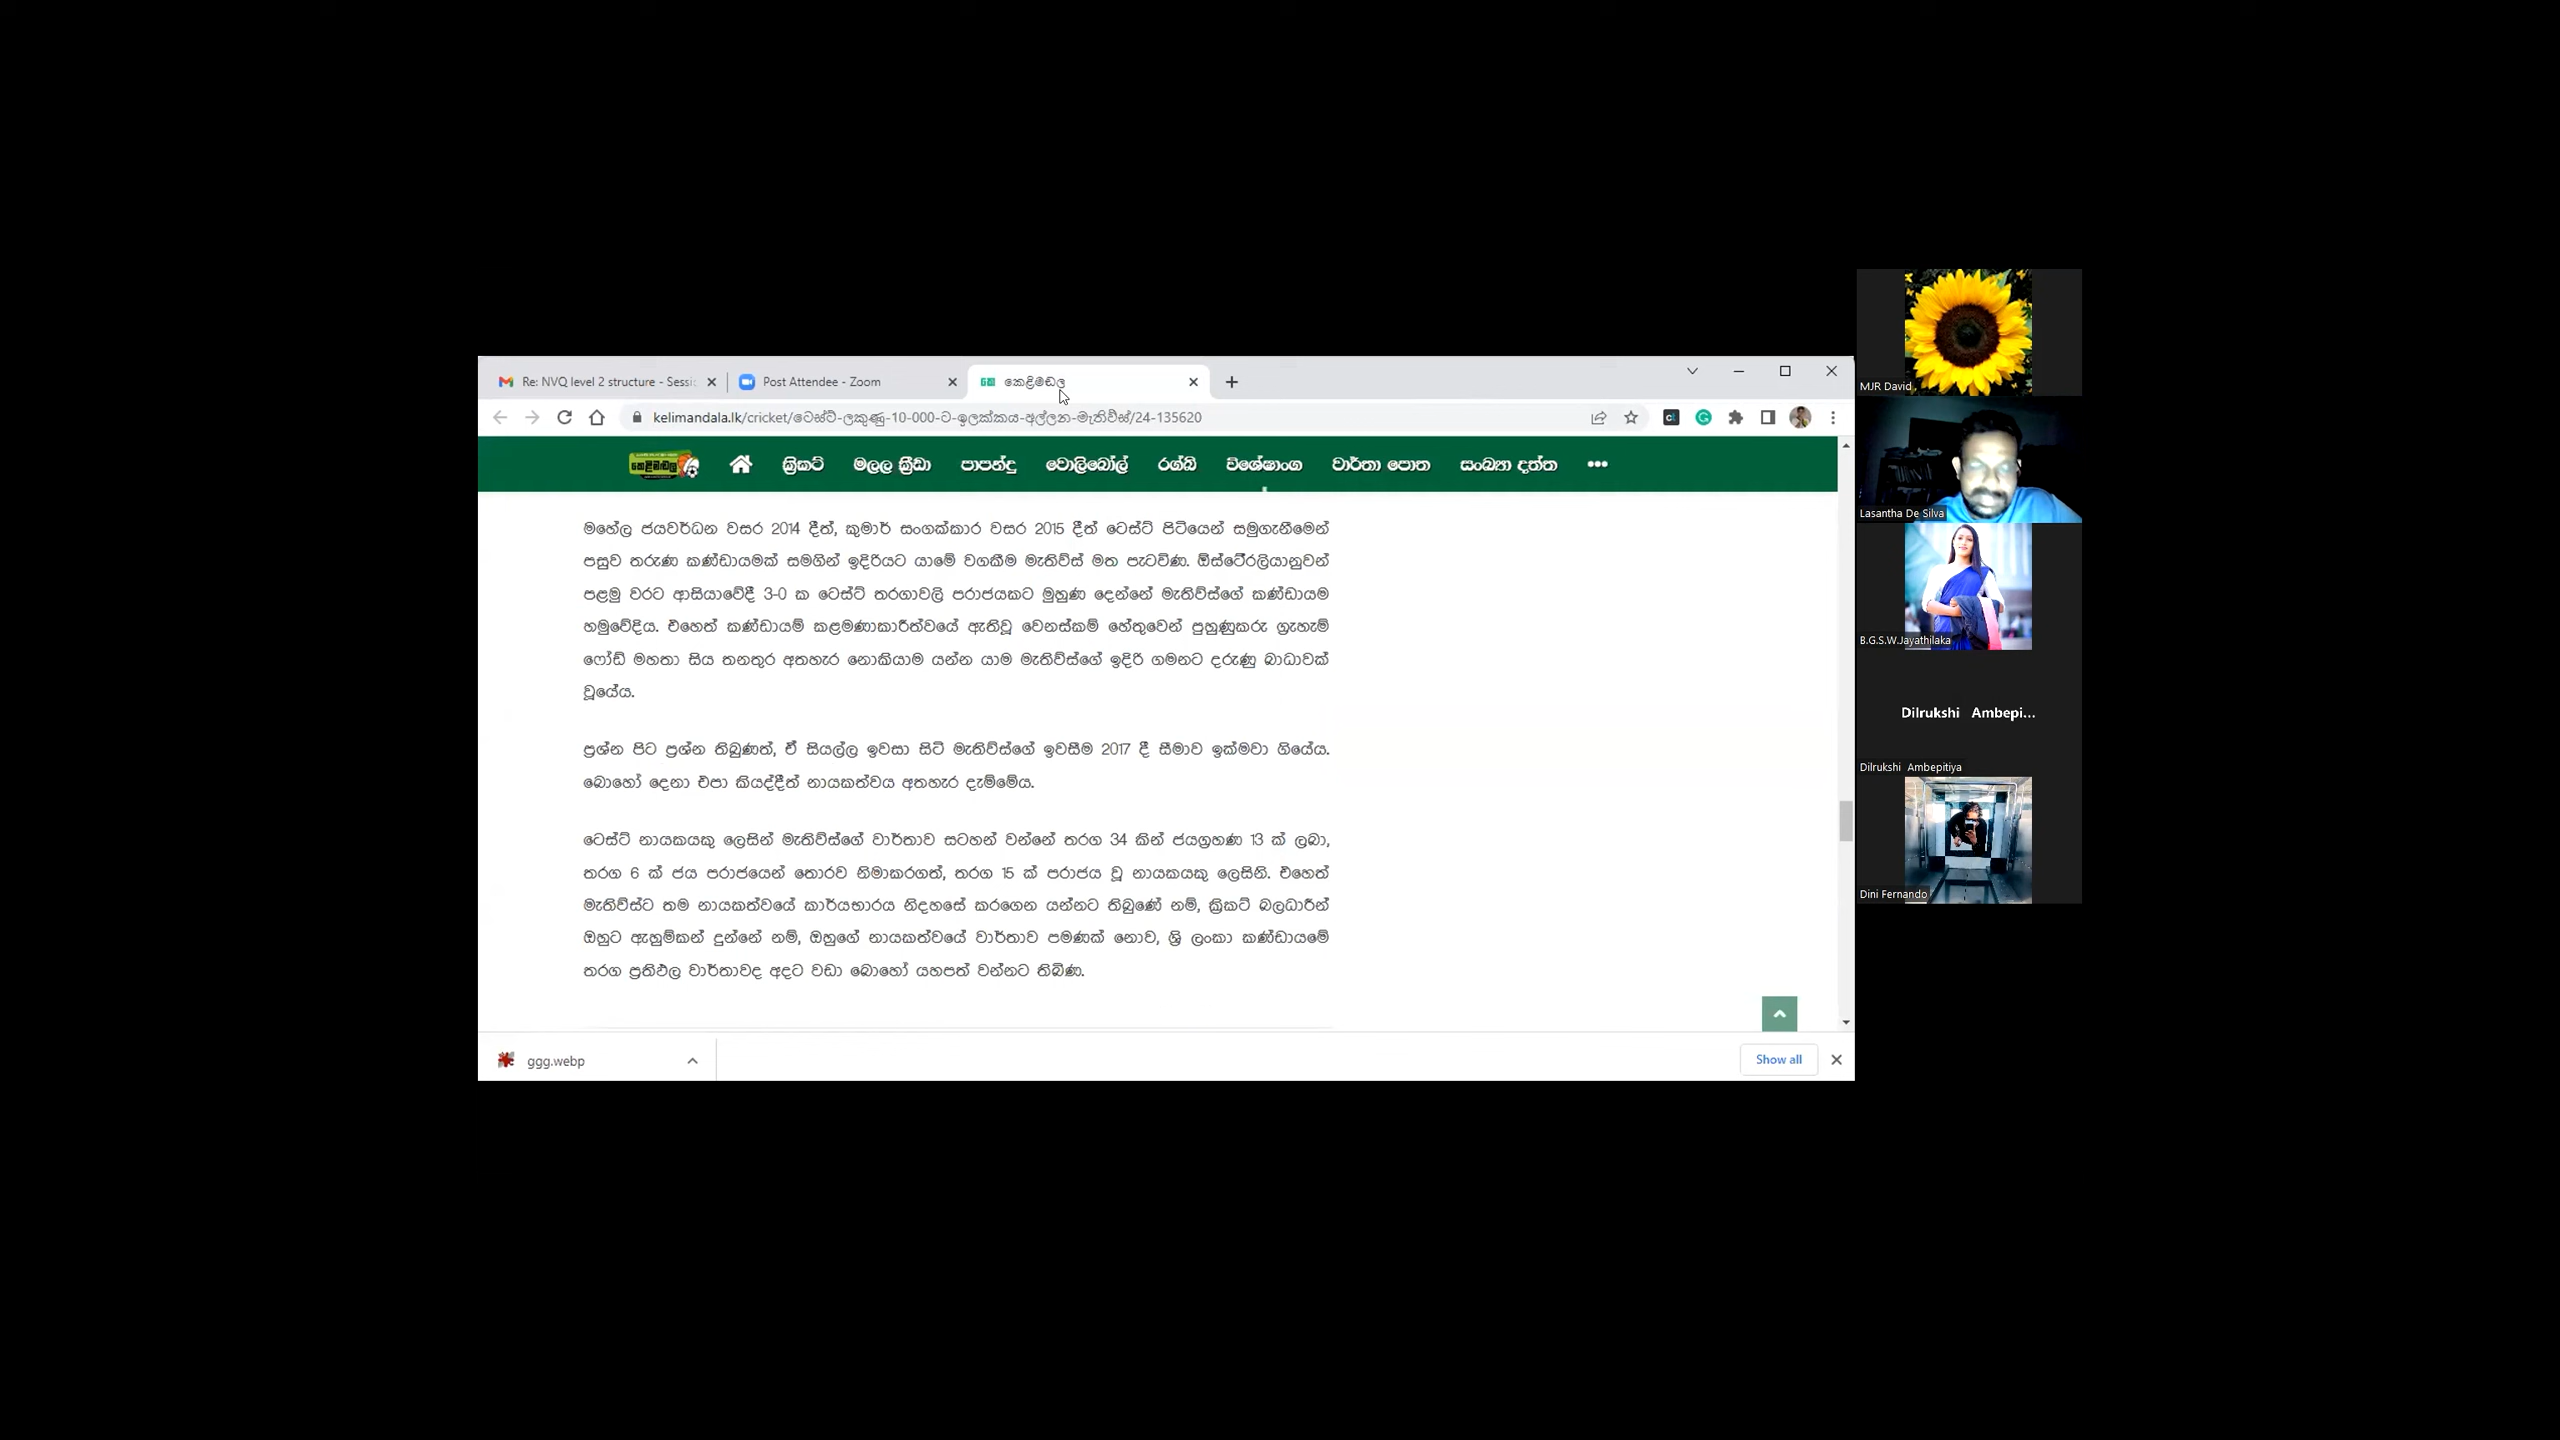 Re: NVQ level 2 structure - Sessi
Post Attendee - Zoom
කෙළිමඬල
kelimandala.lk/cricket/ටෙස්ට්-ලකුණු-10-000-ට-ඉලක්කය-අල්ලන-මැතිව්ස්/24-135620
කෙළිමඬල
ක්‍රිකට් මලල ක්‍රීඩා පාපන්දු වොලිබෝල් රග්බි විශේෂාංග වාර්තා පොත සංඛ්‍යා දත්ත
මහේල ජයවර්ධන වසර 2014 දීත්, කුමාර් සංගක්කාර වසර 2015 දීත් ටෙස්ට් පිටියෙන් සමුගැනීමෙන්
පසුව තරුණ කණ්ඩායමක් සමගින් ඉදිරියට යාමේ වගකීම මැතිව්ස් මත පැටවිණ. ඕස්ටේ‍්‍රලියානුවන්
පළමු වරට ආසියාවේදී 3-0 ක ටෙස්ට් තරගාවලි පරාජයකට මුහුණ දෙන්නේ මැතිව්ස්ගේ කණ්ඩායම
හමුවේදිය. එහෙත් කණ්ඩායම් කළමණාකාරීත්වයේ ඇතිවූ වෙනස්කම් හේතුවෙන් පුහුණුකරු ග්‍රැහැම්
ෆෝඩ් මහතා සිය තනතුර අතහැර නොකියාම යන්න යාම මැතිව්ස්ගේ ඉදිරි ගමනට දරුණු බාධාවක්
වූයේය.
ප්‍රශ්න පිට ප්‍රශ්න තිබුණත්, ඒ සියල්ල ඉවසා සිටි මැතිව්ස්ගේ ඉවසීම 2017 දී සීමාව ඉක්මවා ගියේය.
බොහෝ දෙනා එපා කියද්දීත් නායකත්වය අතහැර දැම්මේය.
ටෙස්ට් නායකයකු ලෙසින් මැතිව්ස්ගේ වාර්තාව සටහන් වන්නේ තරග 34 කින් ජයග්‍රහණ 13 ක් ලබා,
තරග 6 ක් ජය පරාජයෙන් තොරව නිමාකරගත්, තරග 15 ක් පරාජය වූ නායකයකු ලෙසිනි. එහෙත්
මැතිව්ස්ට තම නායකත්වයේ කාර්යභාරය නිදහසේ කරගෙන යන්නට තිබුණේ නම්, ක්‍රිකට් බලධාරීන්
ඔහුට ඇහුම්කන් දුන්නේ නම්, ඔහුගේ නායකත්වයේ වාර්තාව පමණක් නොව, ශ්‍රී ලංකා කණ්ඩායමේ
තරග ප්‍රතිඵල වාර්තාවද අදට වඩා බොහෝ යහපත් වන්නට තිබිණ.
ggg.webp
Show all
MJR David
Lasantha De Silva
B.G.S.W.Jayathilaka
Dilrukshi Ambepi...
Dilrukshi Ambepitiya
Dini Fernando